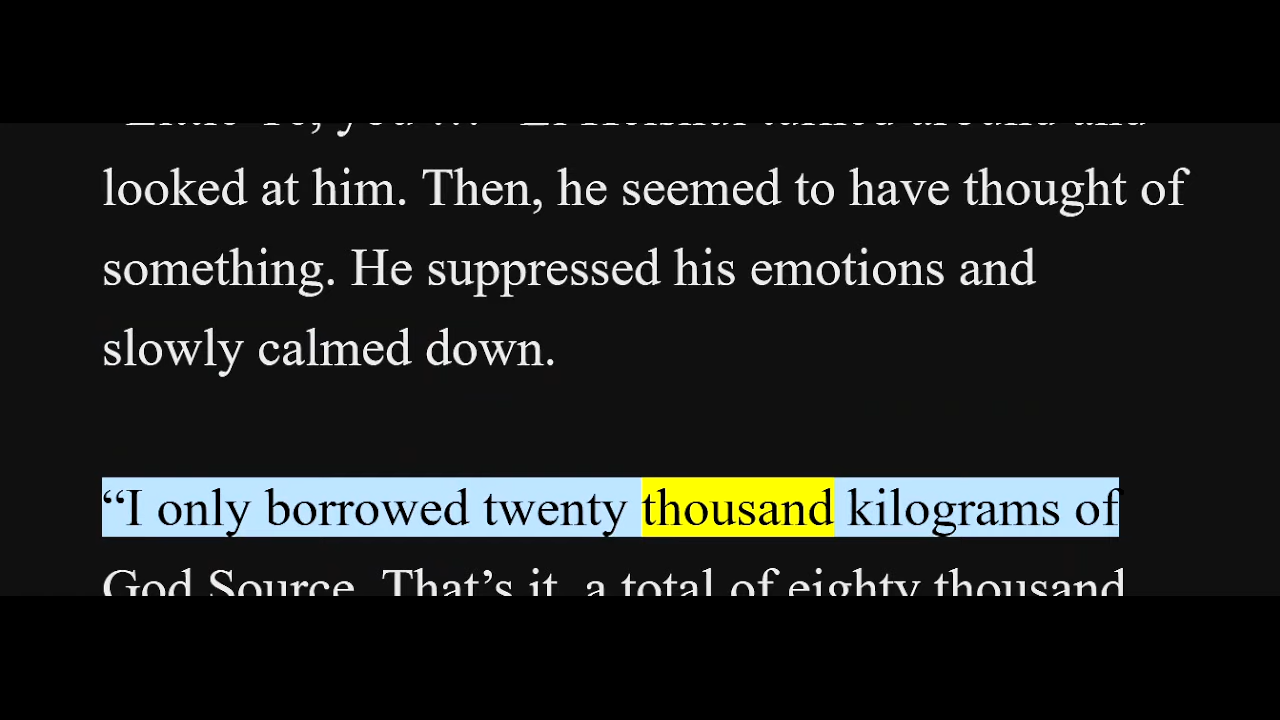 looked at him. Then, he seemed to have thought of
something. He suppressed his emotions and
slowly calmed down.
“I only borrowed twenty thousand kilograms of
God Source. That’s it, a total of eighty thousand